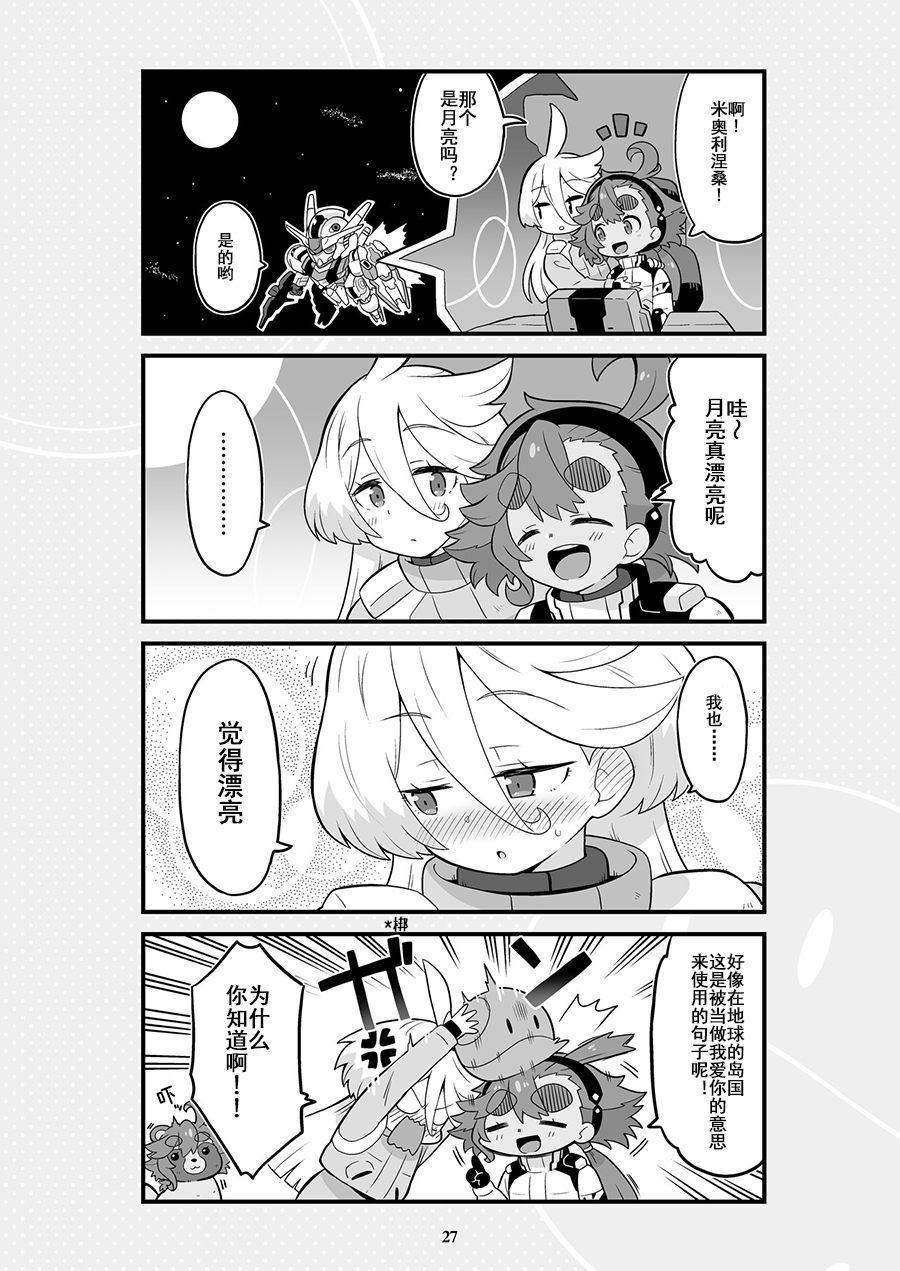 啊！
米奥利涅桑！
那个
是月亮吗？
是的哟
哇～
月亮真漂亮呢
…………
我也……
觉得漂亮
好像在地球的岛国
这是被当做我爱你的意思
来使用的句子呢！
*梆
ガン
为什么
你知道啊！！
吓
27